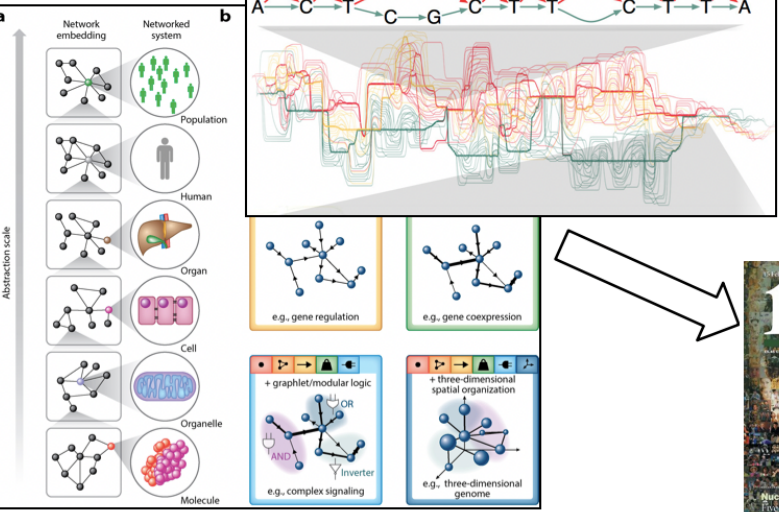 a
Network
embedding
Networked
system
b
Population
Human
Organ
Cell
Organelle
Molecule
Abstraction scale
A C T C G C T T C T T A
e.g., gene regulation
e.g., gene coexpression
+ graphlet/modular logic
OR
AND
Inverter
e.g., complex signaling
+ three-dimensional
spatial organization
e.g., three-dimensional
genome
Nuc